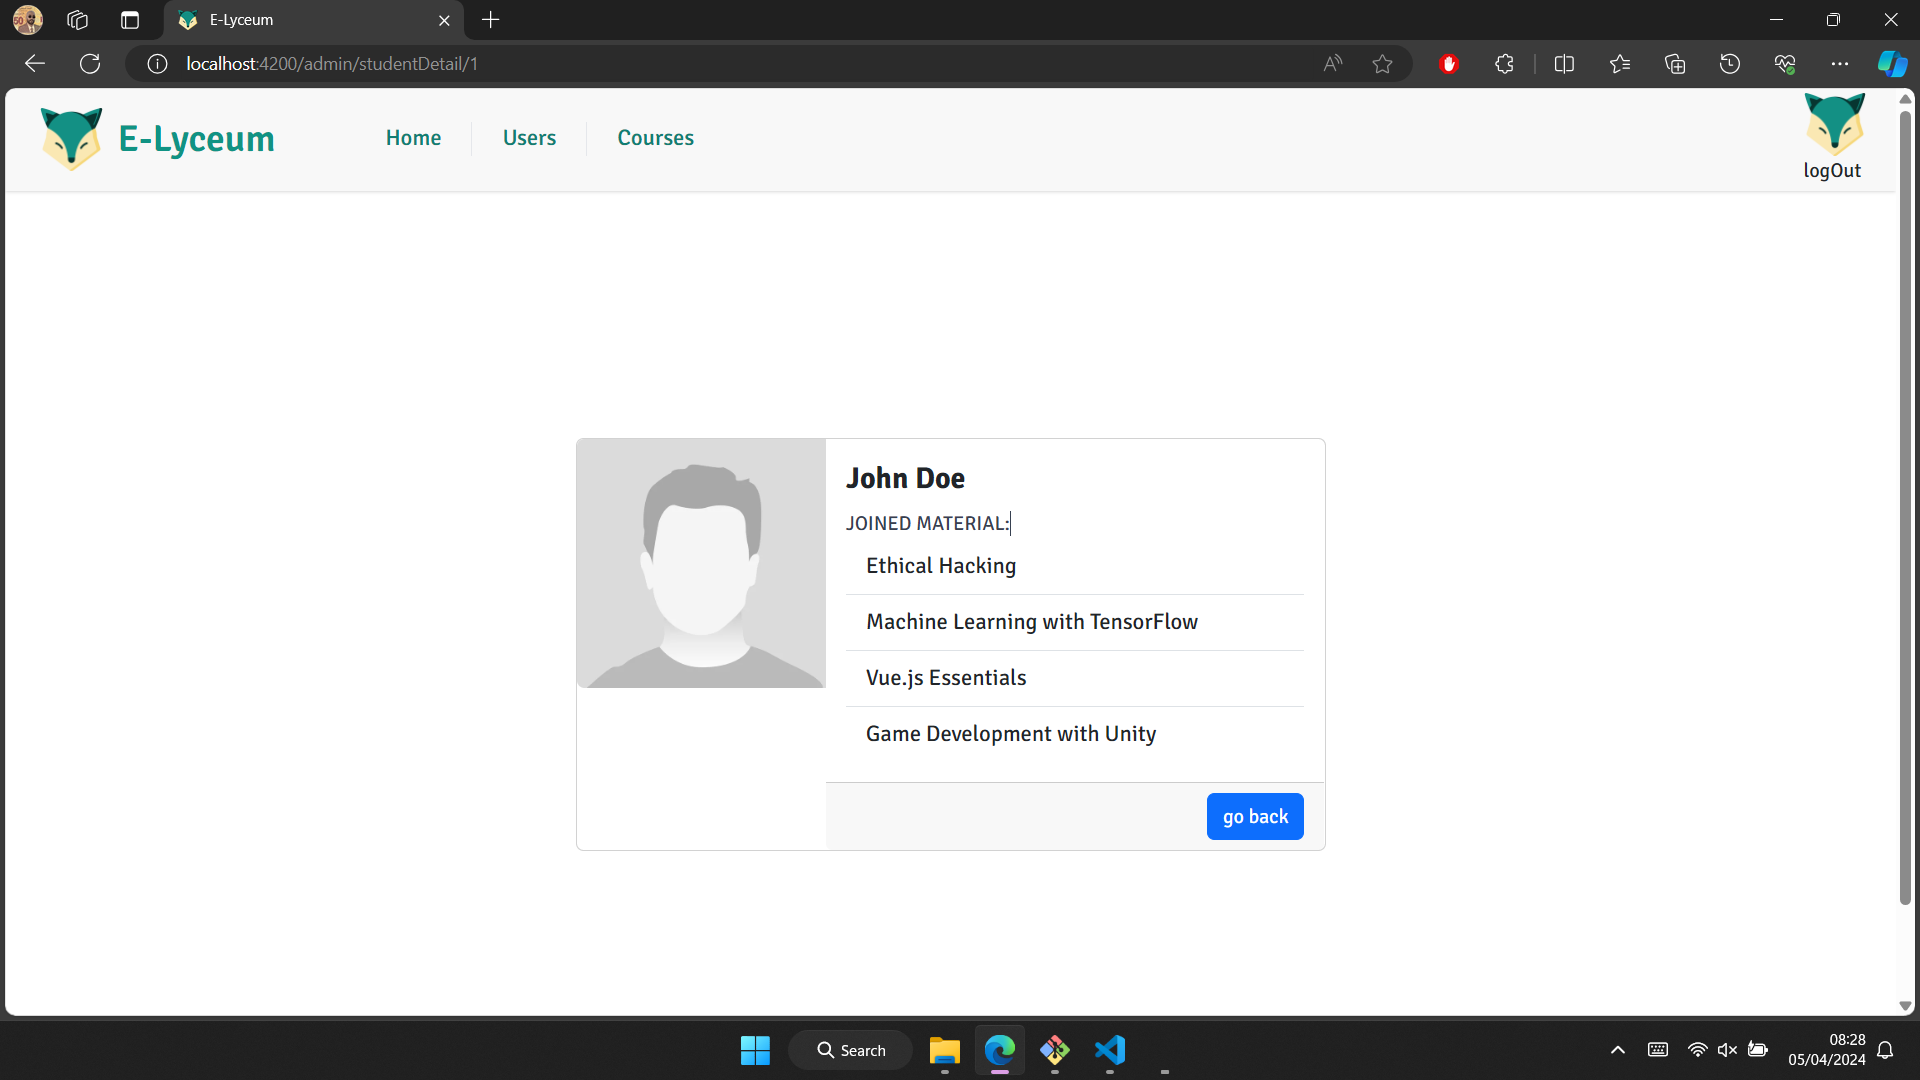 E-Lyceum
localhost:4200/admin/studentDetail/1
E-Lyceum
Home
Users
Courses
logOut
John Doe
JOINED MATERIAL:
Ethical Hacking
Machine Learning with TensorFlow
Vue.js Essentials
Game Development with Unity
go back
Search
08:28
05/04/2024